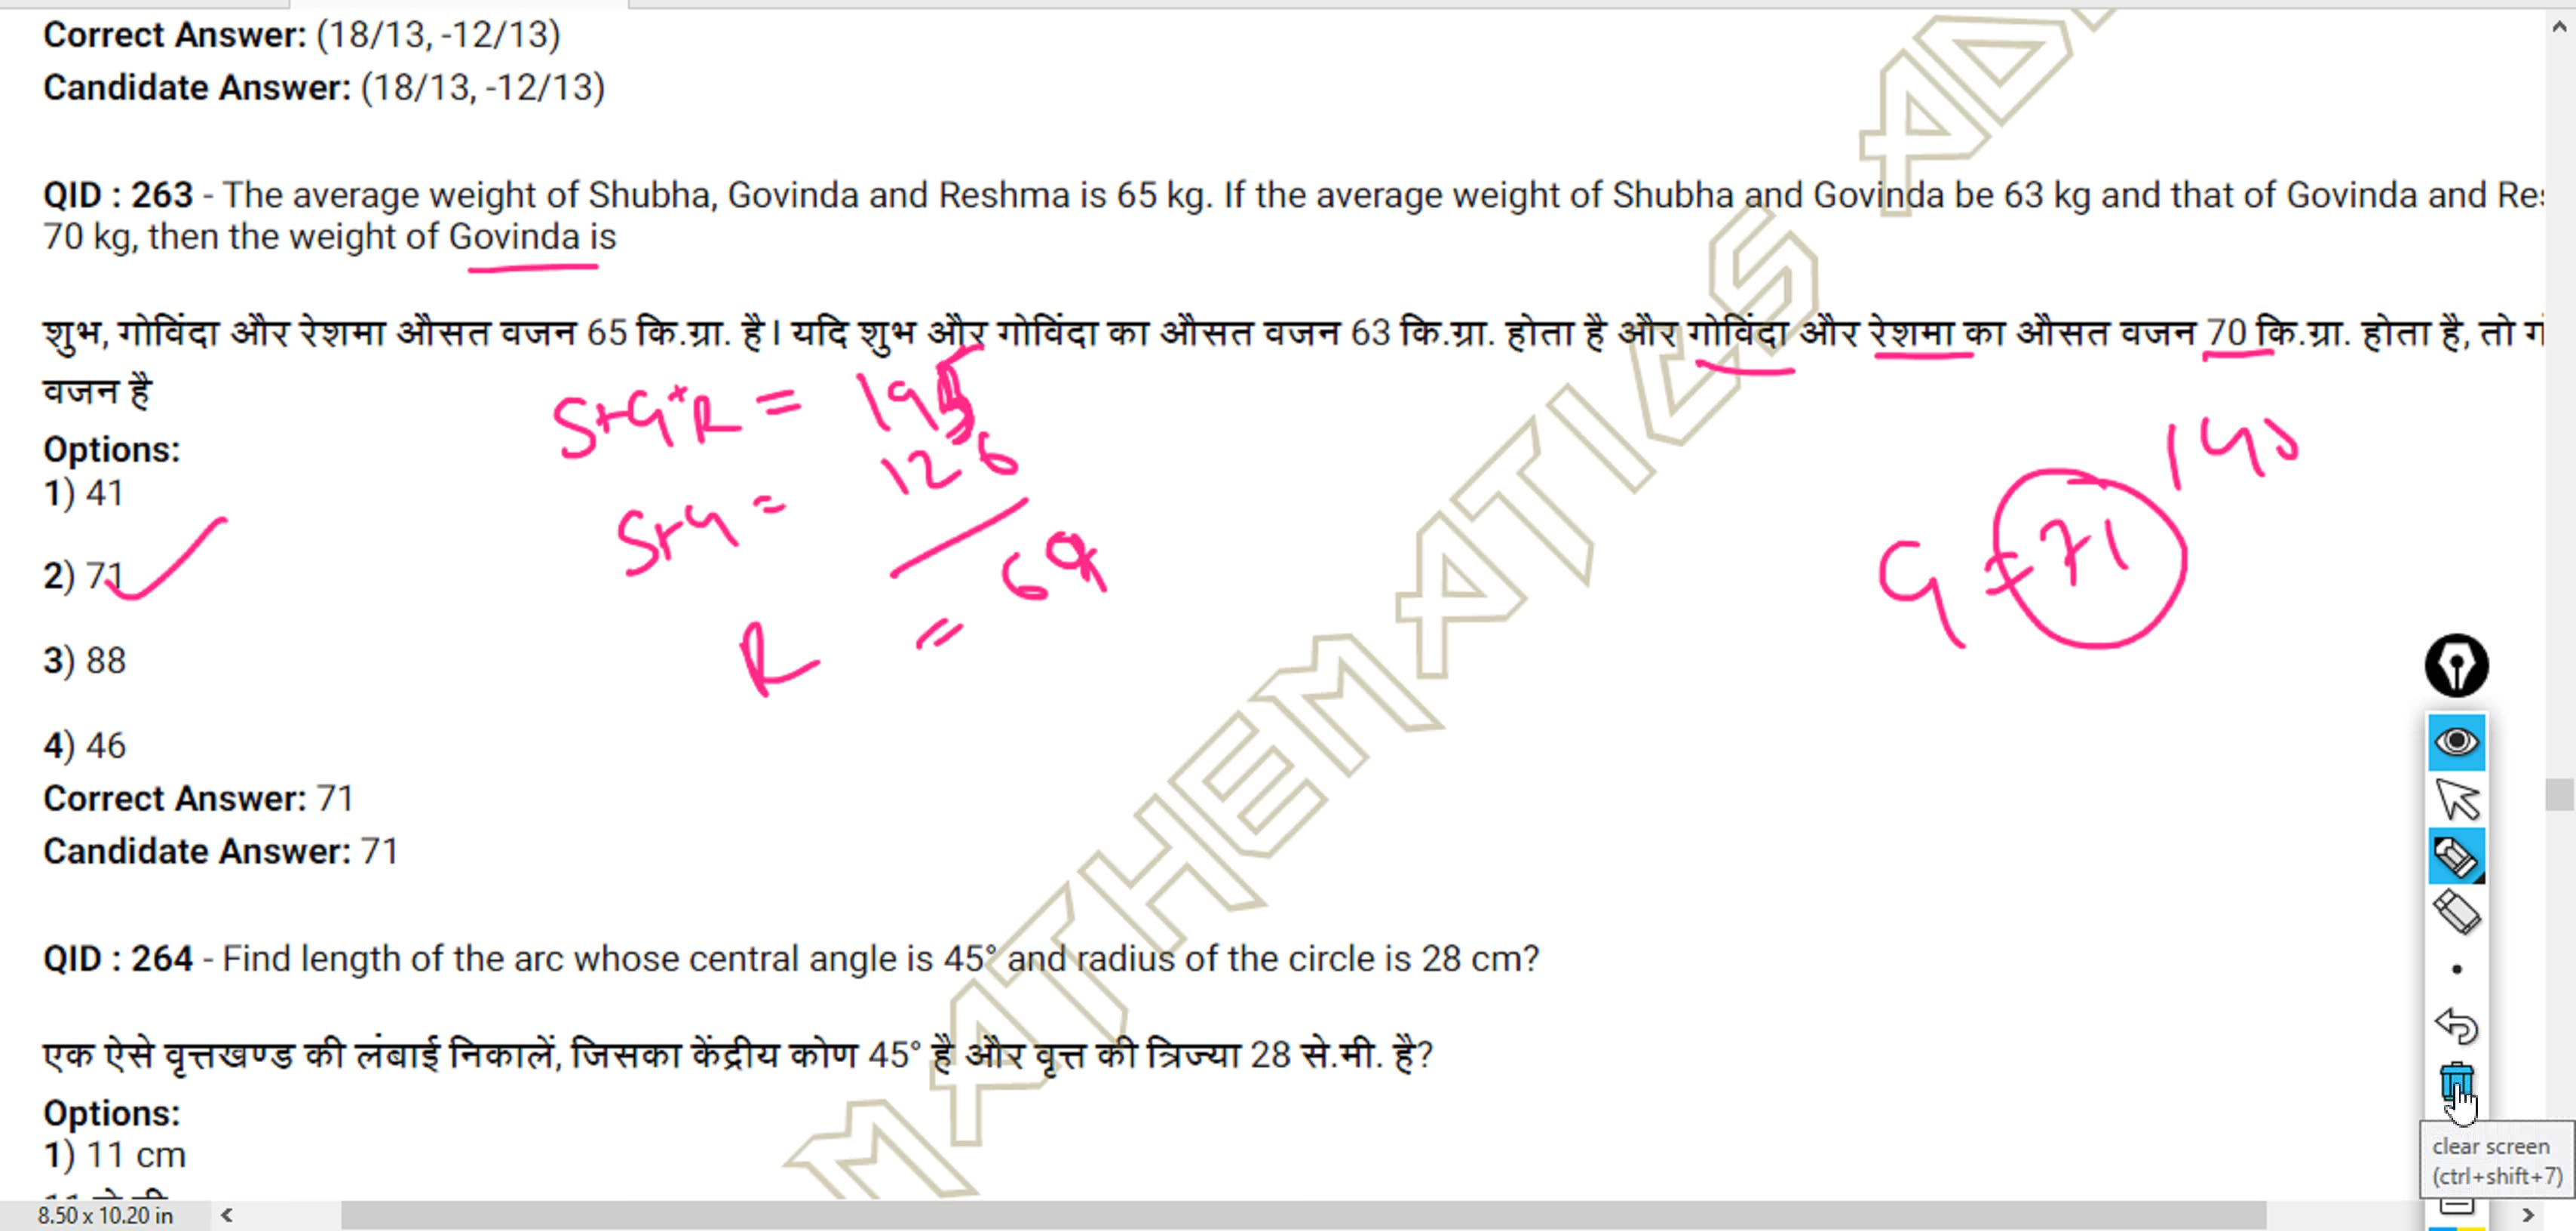 Correct Answer: (18/13, -12/13)
Candidate Answer: (18/13, -12/13)
QID : 263 - The average weight of Shubha, Govinda and Reshma is 65 kg. If the average weight of Shubha and Govinda be 63 kg and that of Govinda and Res
70 kg, then the weight of Govinda is
शुभ, गोविंदा और रेशमा औसत वजन 65 कि.ग्रा. है। यदि शुभ और गोविंदा का औसत वजन 63 कि.ग्रा. होता है और गोविंदा और रेशमा का औसत वजन 70 कि.ग्रा. होता है, तो
वजन है
S+G+R = 195
140
Options:
1) 41
S+G = 126
2) 71
69
G = 71
R =
3) 88
4) 46
Correct Answer: 71
Candidate Answer: 71
QID : 264 - Find length of the arc whose central angle is 45° and radius of the circle is 28 cm?
एक ऐसे वृत्तखण्ड की लंबाई निकालें, जिसका केंद्रीय कोण 45° है और वृत्त की त्रिज्या 28 से.मी. है?
Options:
1) 11 cm
clear screen
(ctrl+shift+7)
8.50 x 10.20 in
MATHEMATICS